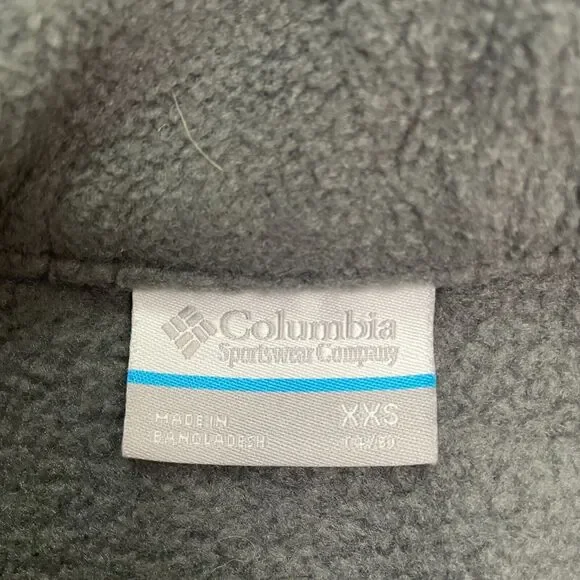 Columbia
Sportswear Company
MADE IN
BANGLADESH
XXS